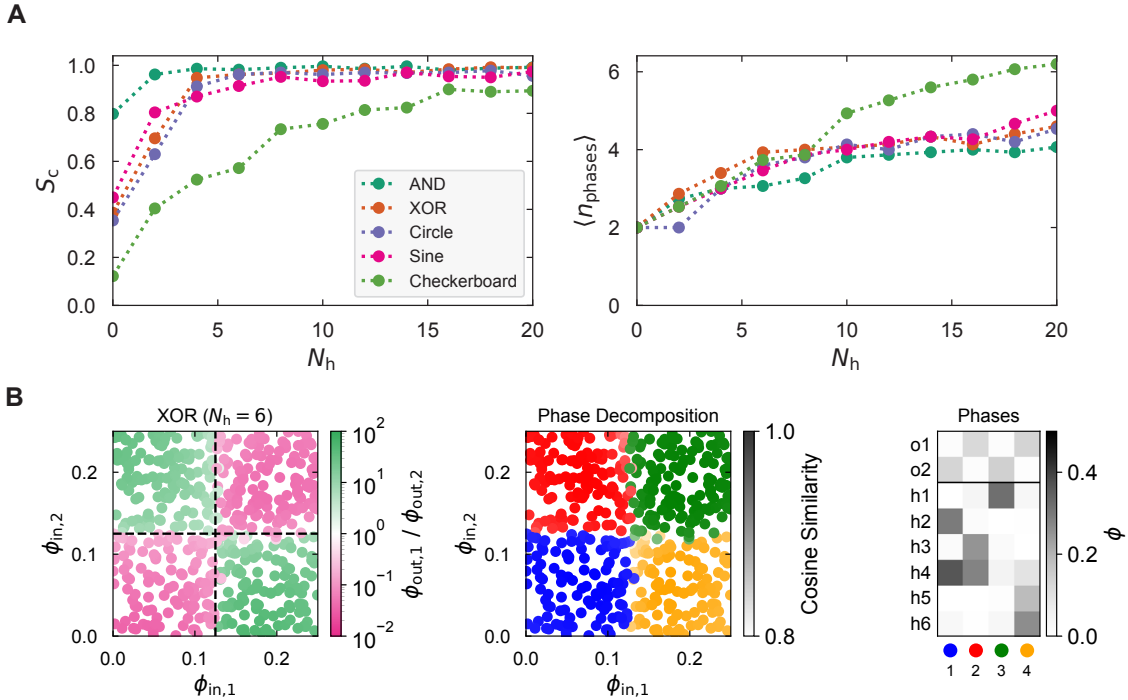 A
1.0
0.8
0.6
0.4
0.2
0.0
S_c
0 5 10 15 20
N_h
AND
XOR
Circle
Sine
Checkerboard
6
4
2
0
⟨n_phases⟩
0 5 10 15 20
N_h
B
XOR (N_h = 6)
0.2
0.1
0.0
ϕ_in,2
0.0 0.1 0.2
ϕ_in,1
10^2
10^1
10^0
10^-1
10^-2
ϕ_out,1 / ϕ_out,2
Phase Decomposition
0.2
0.1
0.0
ϕ_in,2
0.0 0.1 0.2
ϕ_in,1
1.0
0.8
Cosine Similarity
Phases
o1
o2
h1
h2
h3
h4
h5
h6
1 2 3 4
0.4
0.2
0.0
ϕ